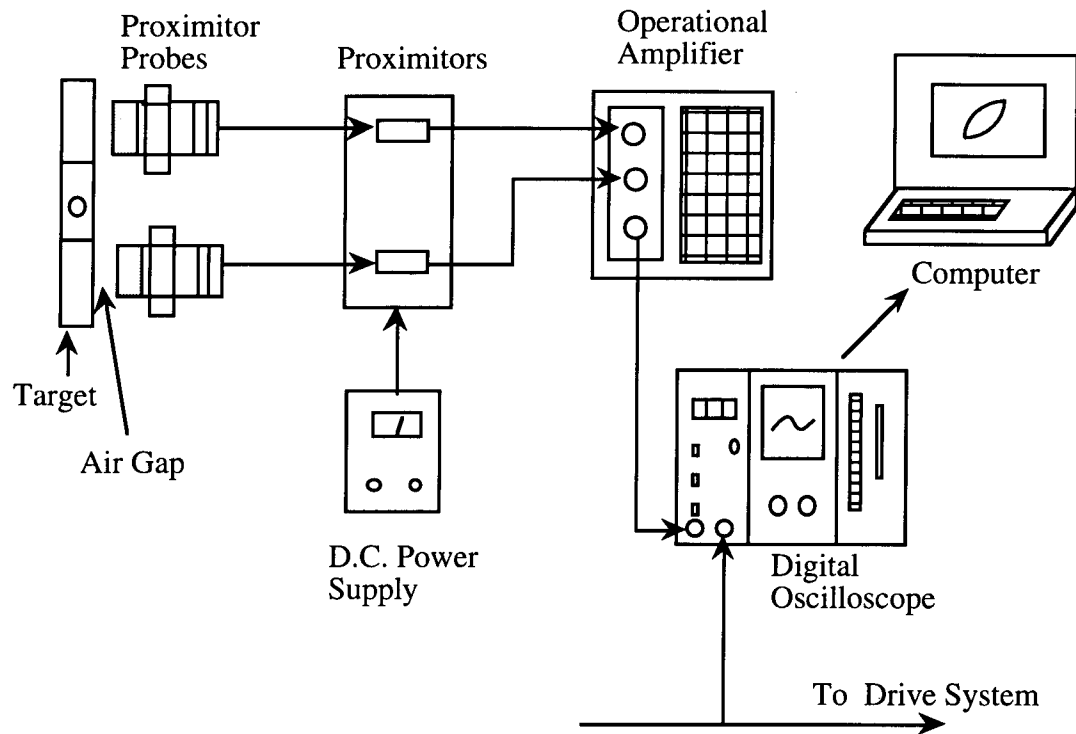 Proximitor
Probes
Proximitors
Operational
Amplifier
Computer
Target
Air Gap
D.C. Power
Supply
Digital
Oscilloscope
To Drive System